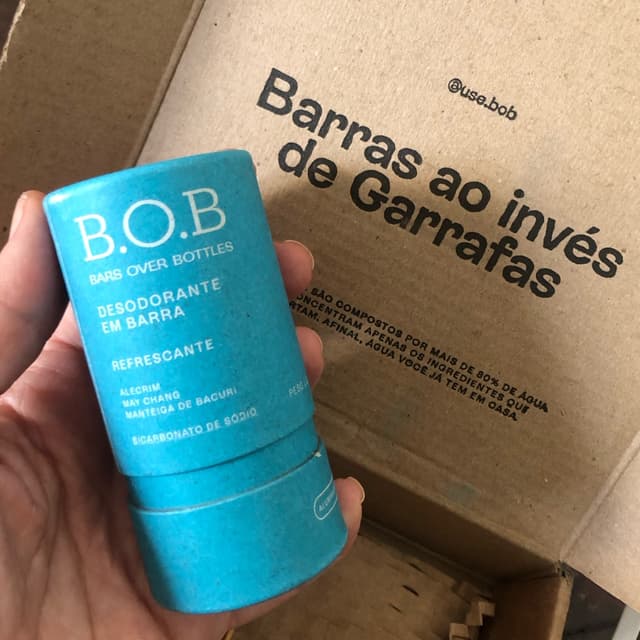 B.O.B
BARS OVER BOTTLES
DESODORANTE
EM BARRA
REFRESCANTE
ALECRIM
MAY CHANG
MANTEIGA DE BACURI
BICARBONATO DE SÓDIO
@use.bob
Barras ao invés
de Garrafas
SÃO COMPOSTOS POR MAIS DE 80% DE ÁGUA
CONCENTRAM APENAS OS INGREDIENTES QUE
AFINAL, ÁGUA VOCÊ JÁ TEM EM CASA